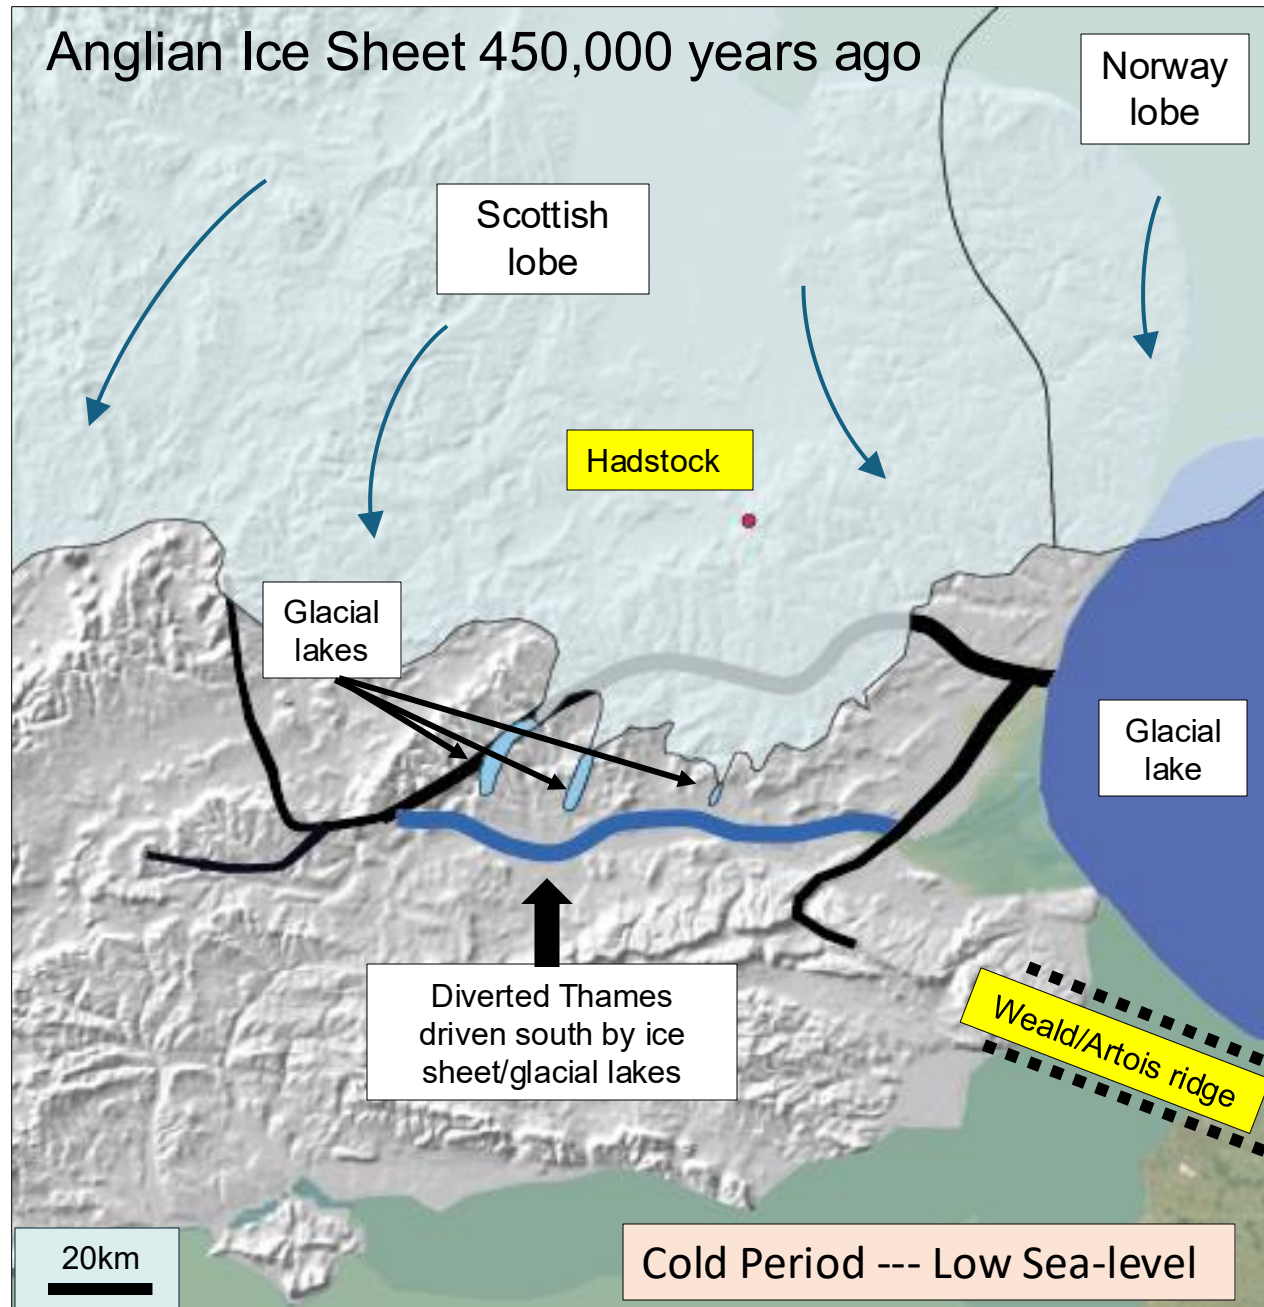 Anglian Ice Sheet 450,000 years ago
Norway
lobe
Scottish
lobe
Hadstock
Glacial
lakes
Glacial
lake
Diverted Thames
driven south by ice
sheet/glacial lakes
Weald/Artois ridge
20km
Cold Period --- Low Sea-level